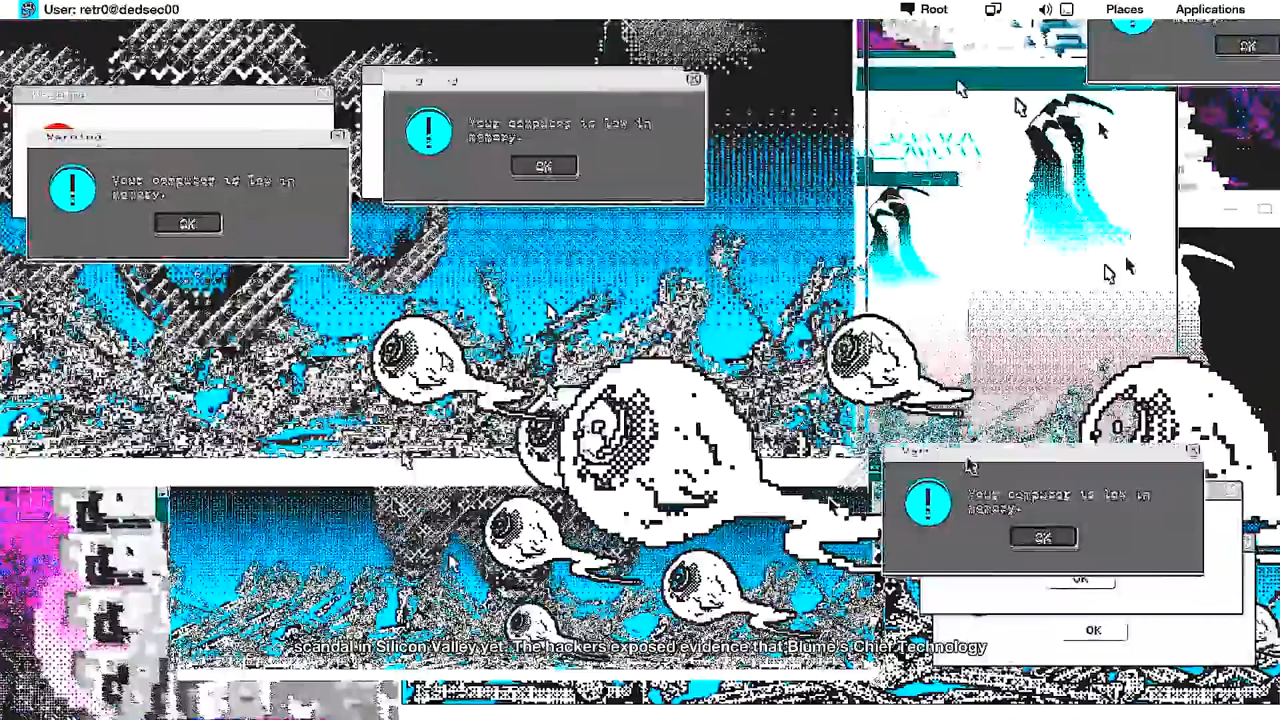 User: retr0@dedsec00
Root
Places
Applications
OK
Your computer is low in
memory.
OK
Warning
Your computer is low in
memory.
OK
Your computer is low in
memory.
OK
OK
OK
scandal in Silicon Valley yet. The hackers exposed evidence that Blume's Chief Technology